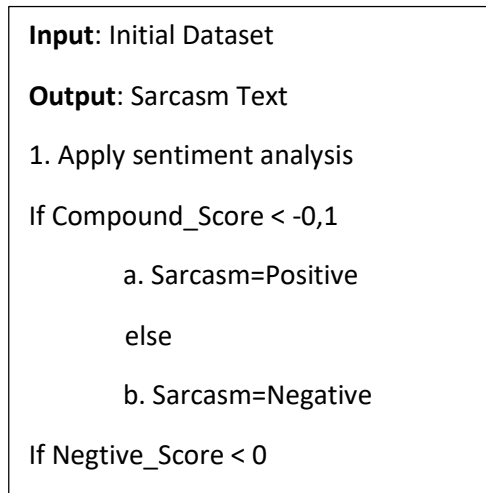 Input: Initial Dataset
Output: Sarcasm Text
1. Apply sentiment analysis
If Compound_Score < -0,1
a. Sarcasm=Positive
else
b. Sarcasm=Negative
If Negtive_Score < 0